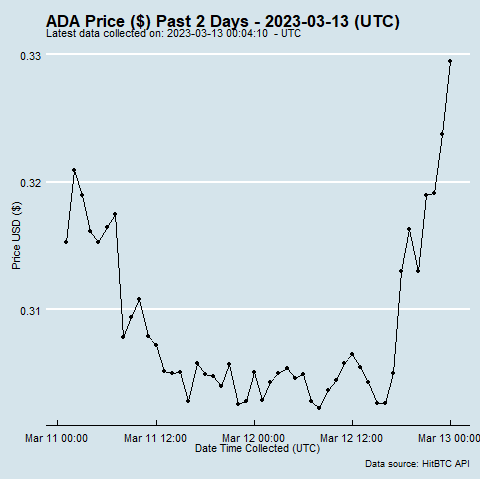 ADA Price ($) Past 2 Days - 2023-03-13 (UTC)
Latest data collected on: 2023-03-13 00:04:10 - UTC
0.33
0.32
0.31
Price USD ($)
Mar 11 00:00 Mar 11 12:00 Mar 12 00:00 Mar 12 12:00 Mar 13 00:00
Date Time Collected (UTC)
Data source: HitBTC API